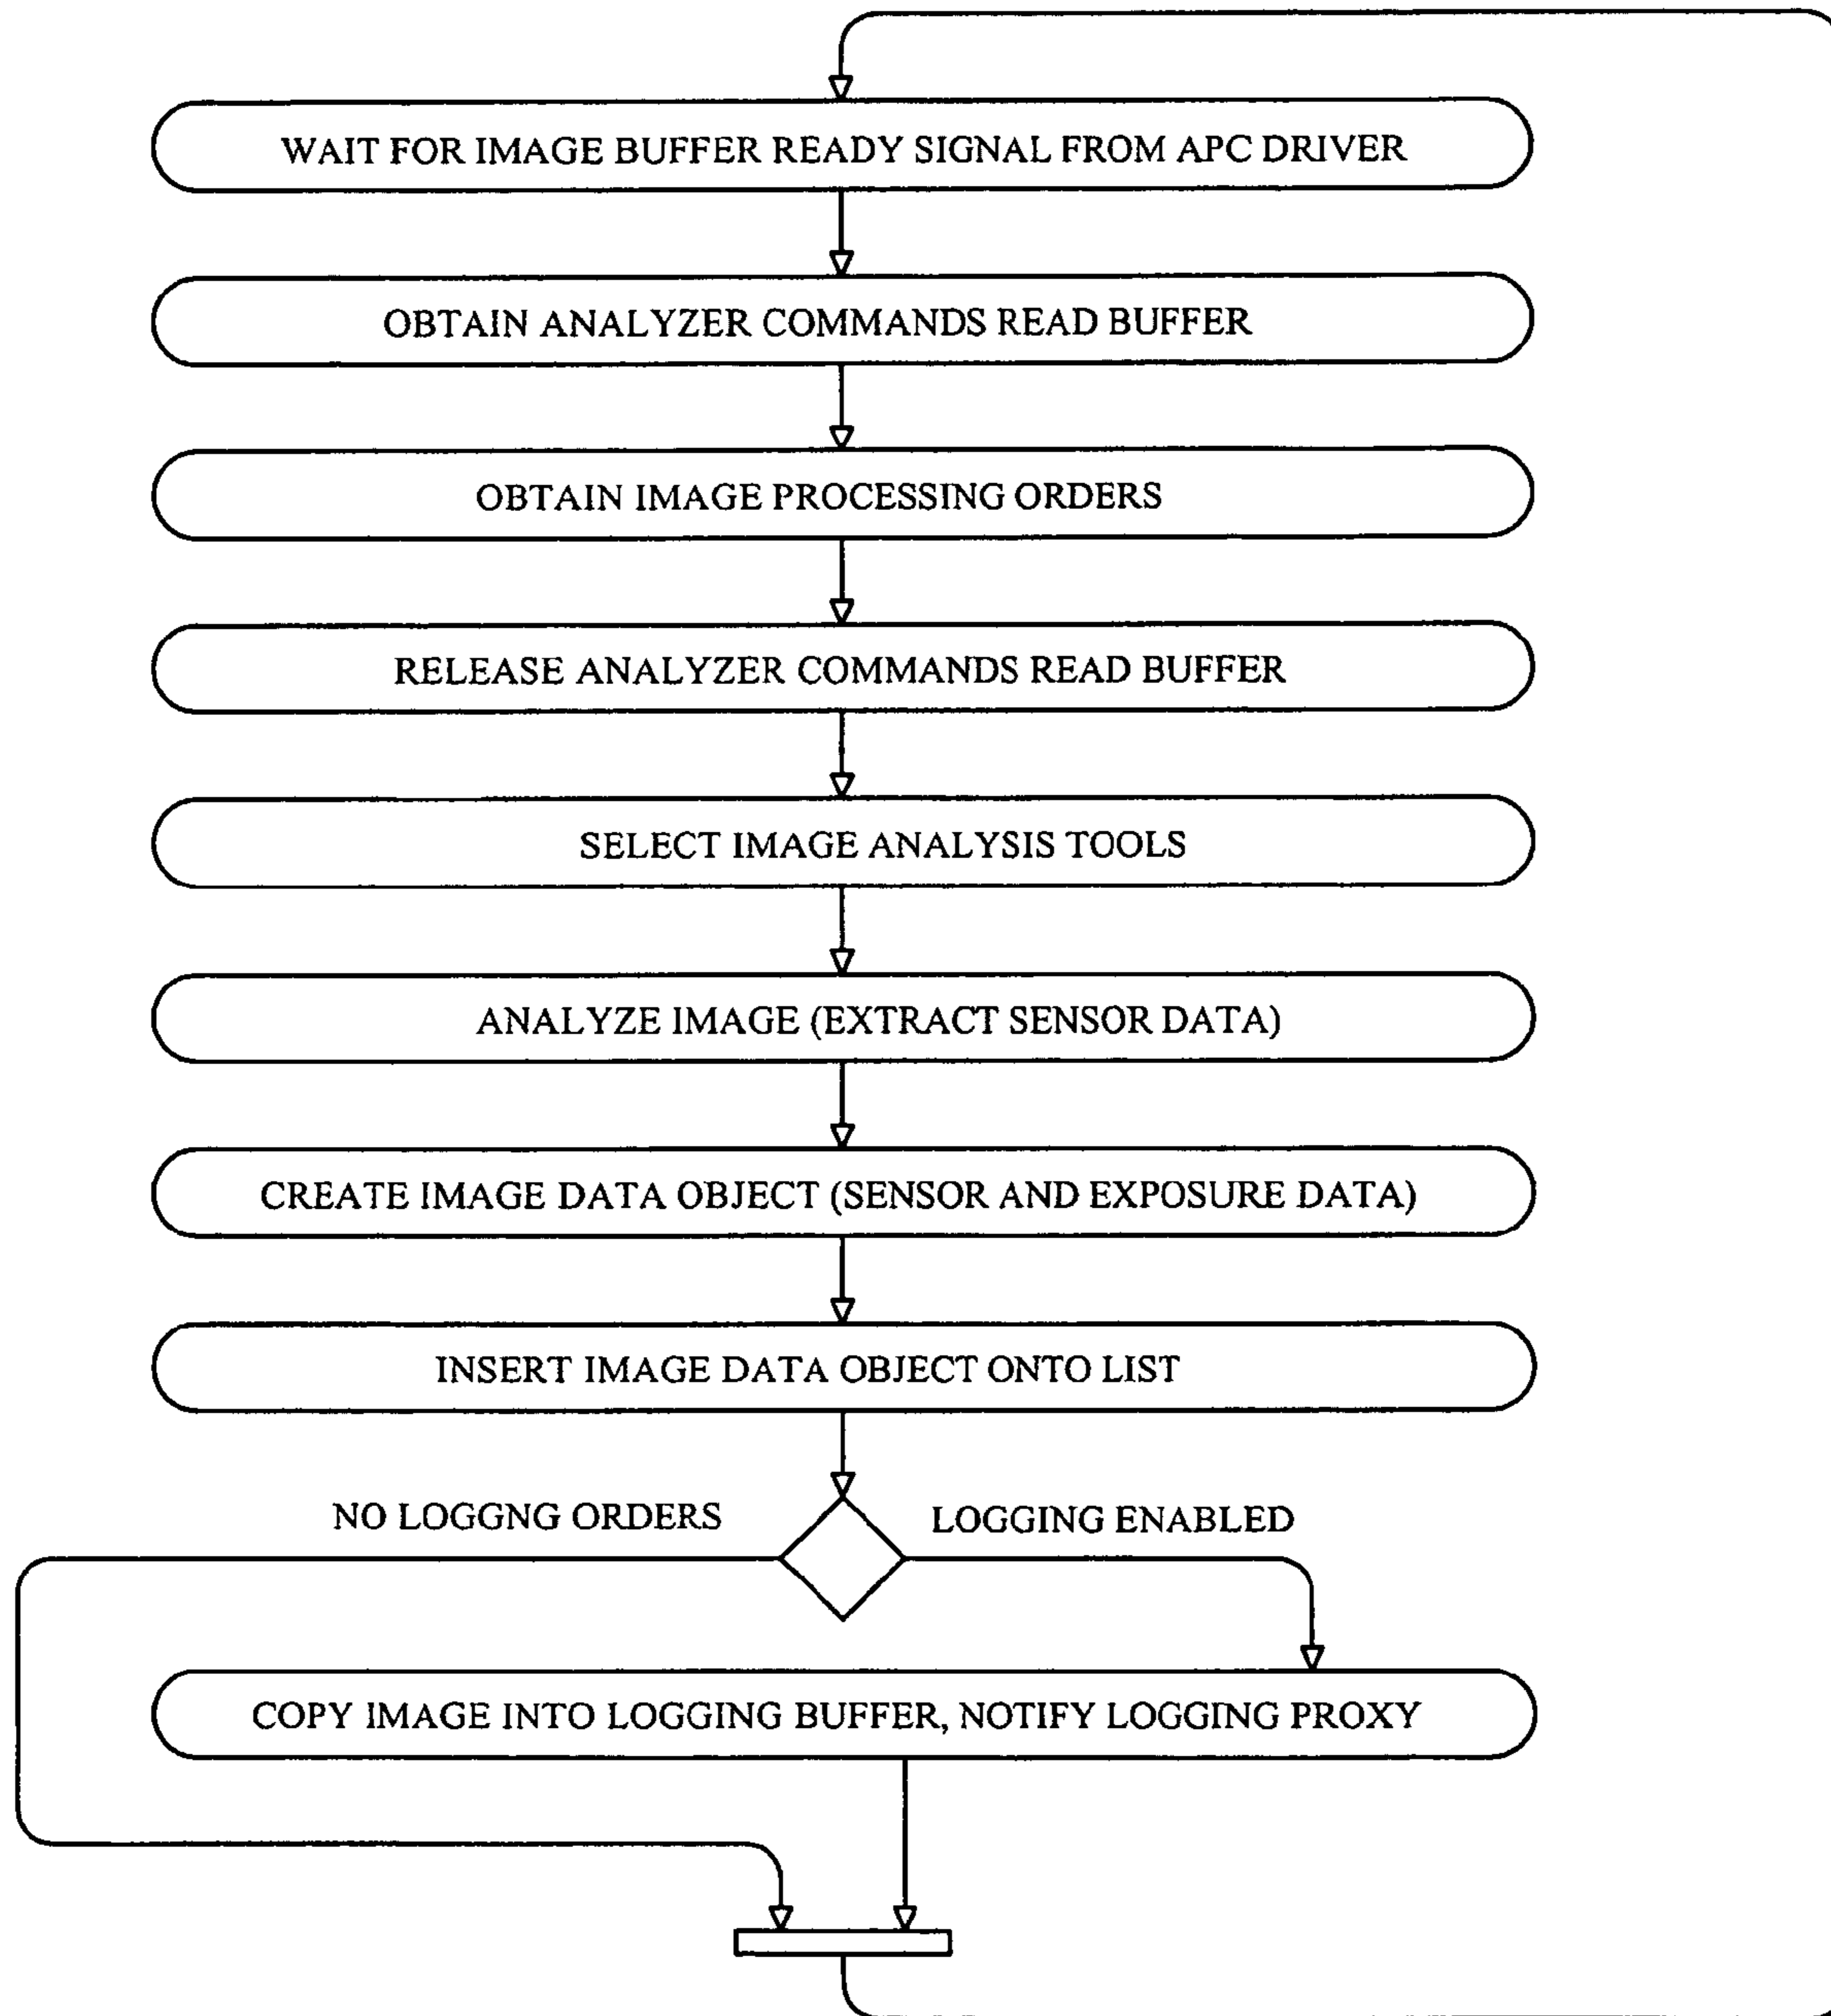 WAIT FOR IMAGE BUFFER READY SIGNAL FROM APC DRIVER
OBTAIN ANALYZER COMMANDS READ BUFFER
OBTAIN IMAGE PROCESSING ORDERS
RELEASE ANALYZER COMMANDS READ BUFFER
SELECT IMAGE ANALYSIS TOOLS
ANALYZE IMAGE (EXTRACT SENSOR DATA)
CREATE IMAGE DATA OBJECT (SENSOR AND EXPOSURE DATA)
INSERT IMAGE DATA OBJECT ONTO LIST
NO LOGGNG ORDERS
LOGGING ENABLED
COPY IMAGE INTO LOGGING BUFFER, NOTIFY LOGGING PROXY